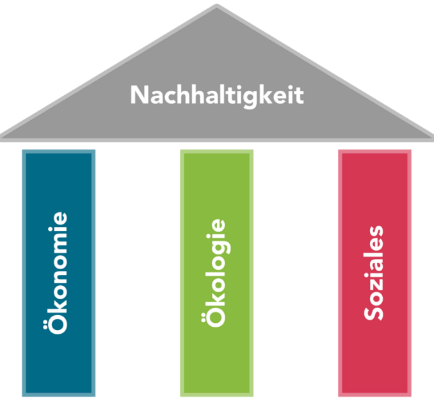 Nachhaltigkeit
Ökonomie
Ökologie
Soziales